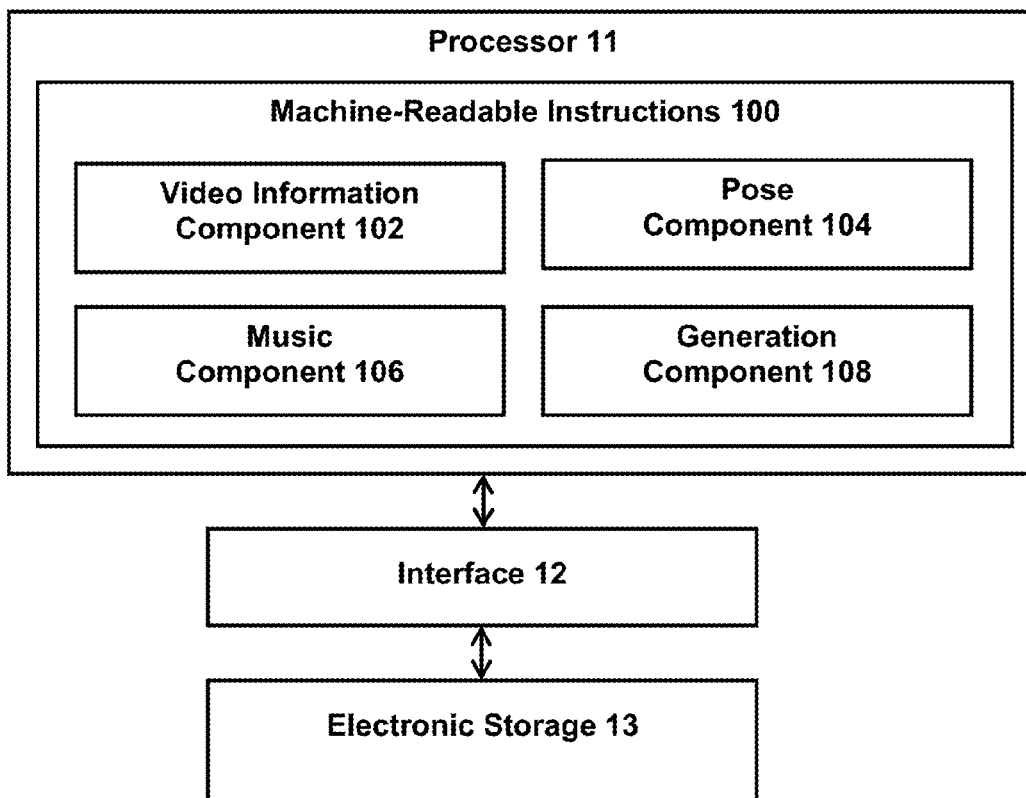 Processor 11
Machine-Readable Instructions 100
Video Information
Component 102
Pose
Component 104
Music
Component 106
Generation
Component 108
Interface 12
Electronic Storage 13